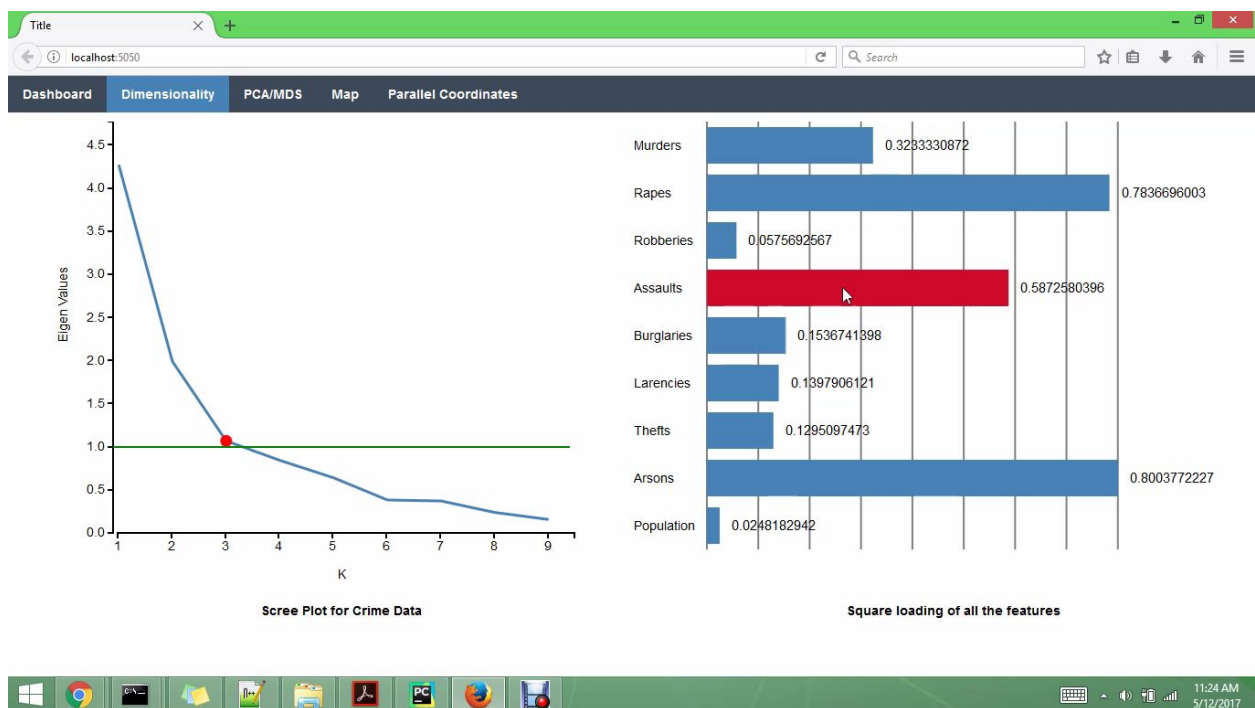 Title
localhost:5050
Search
Dashboard Dimensionality PCA/MDS Map Parallel Coordinates
4.5
4.0
3.5
3.0
2.5
2.0
1.5
1.0
0.5
0.0
Eigen Values
1 2 3 4 5 6 7 8 9
K
Scree Plot for Crime Data
Murders 0.3233330872
Rapes 0.7836696003
Robberies 0.0575692567
Assaults 0.5872580396
Burglaries 0.1536741398
Larencies 0.1397906121
Thefts 0.1295097473
Arsons 0.8003772227
Population 0.0248182942
Square loading of all the features
PC
11:24 AM
5/12/2017